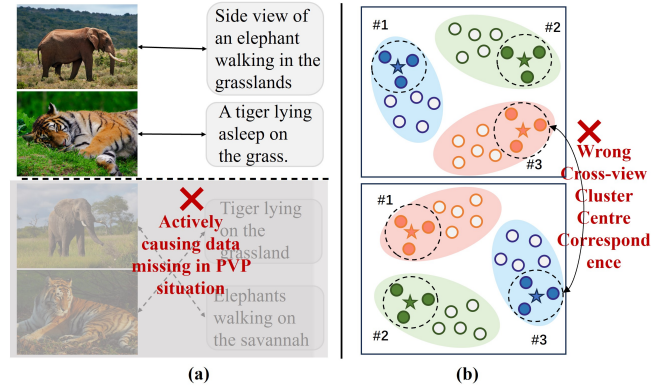 Side view of
an elephant
walking in the
grasslands
A tiger lying
asleep on
the grass.
Actively
causing data
missing in PVP
situation
Tiger lying
on the
grassland
Elephants
walking on
the savannah
(a)
#1
#2
#3
#1
#2
#3
Wrong
Cross-view
Cluster
Centre
Correspond
ence
(b)